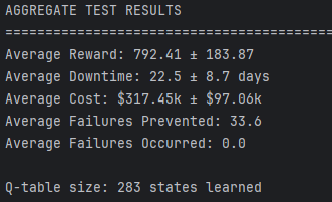 AGGREGATE TEST RESULTS
=========================================
Average Reward: 792.41 ± 183.87
Average Downtime: 22.5 ± 8.7 days
Average Cost: $317.45k ± $97.06k
Average Failures Prevented: 33.6
Average Failures Occurred: 0.0
Q-table size: 283 states learned